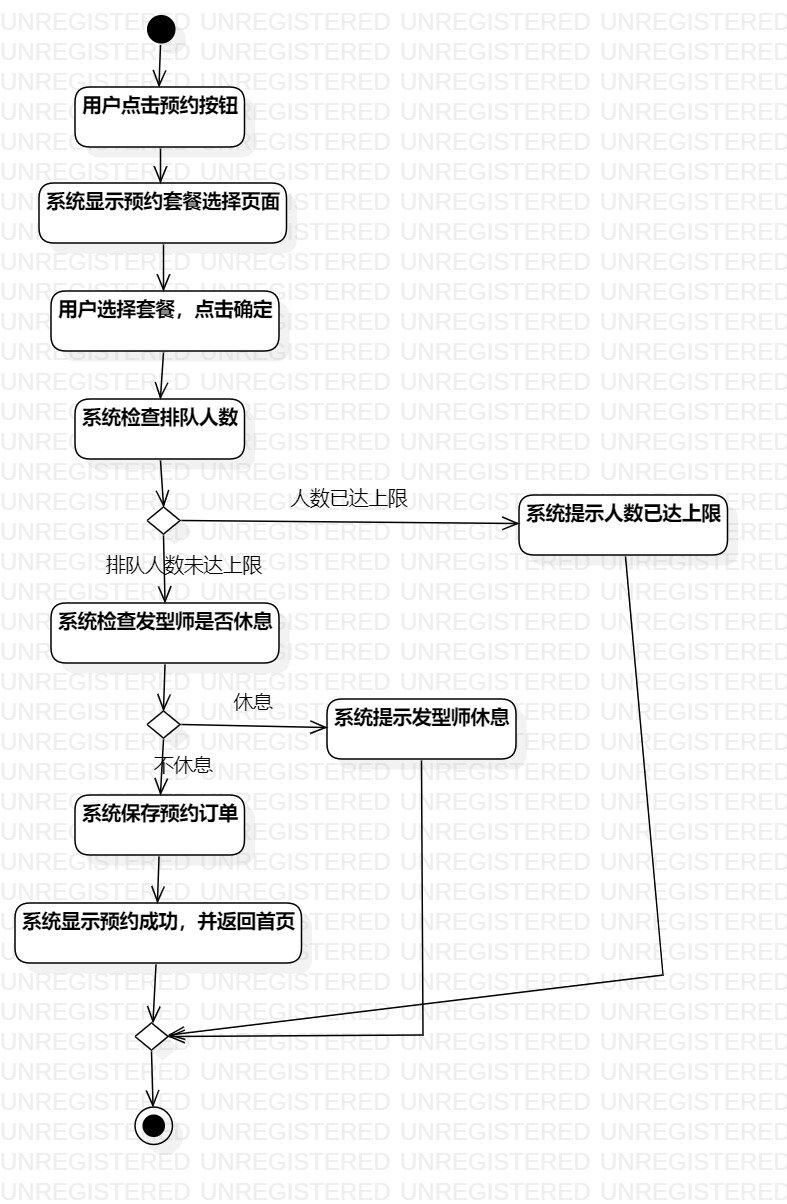 用户点击预约按钮
系统显示预约套餐选择页面
用户选择套餐，点击确定
系统检查排队人数
人数已达上限
系统提示人数已达上限
排队人数未达上限
系统检查发型师是否休息
休息
系统提示发型师休息
不休息
系统保存预约订单
系统显示预约成功，并返回首页
UNREGISTERED